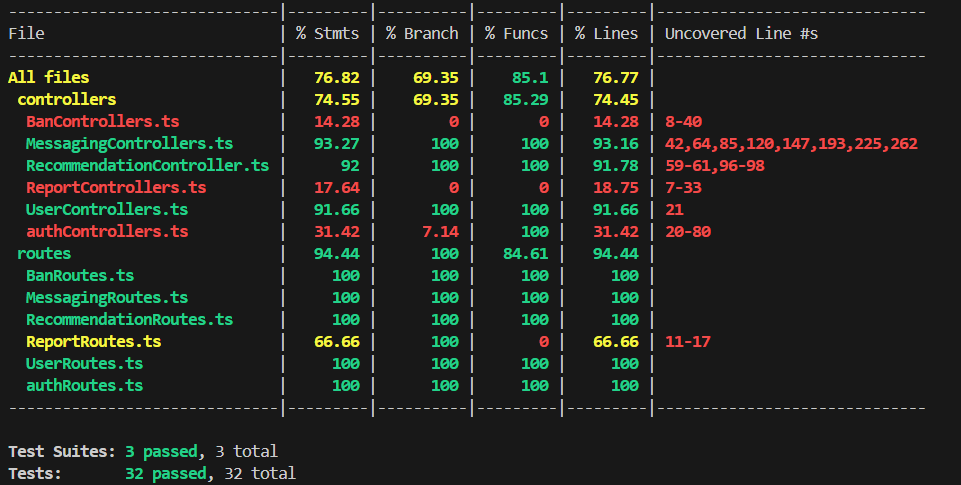 ------------------------------|---------|----------|---------|---------|------------------------------
File                          | % Stmts | % Branch | % Funcs | % Lines | Uncovered Line #s
------------------------------|---------|----------|---------|---------|------------------------------
All files                     |   76.82 |    69.35 |    85.1 |   76.77 |
 controllers                  |   74.55 |    69.35 |   85.29 |   74.45 |
  BanControllers.ts           |   14.28 |        0 |       0 |   14.28 | 8-40
  MessagingControllers.ts     |   93.27 |      100 |     100 |   93.16 | 42,64,85,120,147,193,225,262
  RecommendationController.ts |      92 |      100 |     100 |   91.78 | 59-61,96-98
  ReportControllers.ts        |   17.64 |        0 |       0 |   18.75 | 7-33
  UserControllers.ts          |   91.66 |      100 |     100 |   91.66 | 21
  authControllers.ts          |   31.42 |     7.14 |     100 |   31.42 | 20-80
 routes                       |   94.44 |      100 |   84.61 |   94.44 |
  BanRoutes.ts                |     100 |      100 |     100 |     100 |
  MessagingRoutes.ts          |     100 |      100 |     100 |     100 |
  RecommendationRoutes.ts     |     100 |      100 |     100 |     100 |
  ReportRoutes.ts             |   66.66 |      100 |       0 |   66.66 | 11-17
  UserRoutes.ts               |     100 |      100 |     100 |     100 |
  authRoutes.ts               |     100 |      100 |     100 |     100 |
------------------------------|---------|----------|---------|---------|------------------------------
Test Suites: 3 passed, 3 total
Tests:       32 passed, 32 total